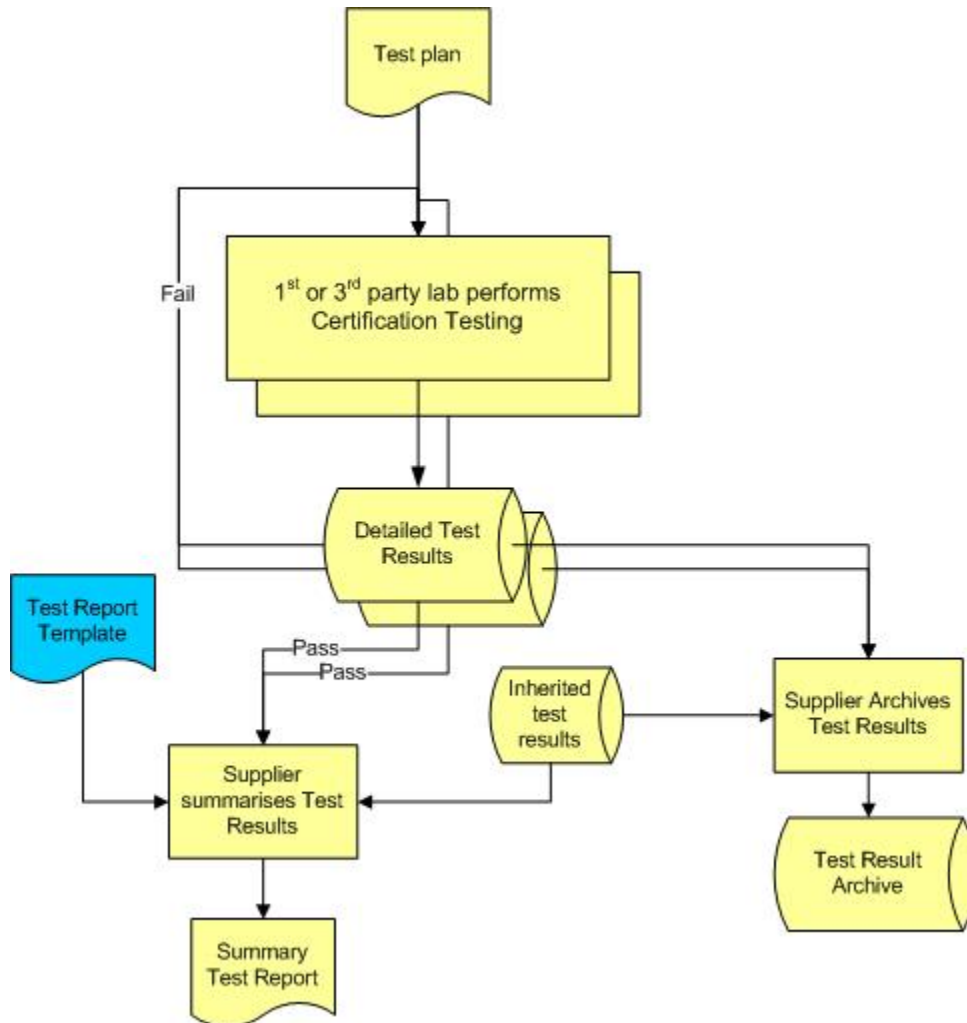 Test plan
Fail
1st or 3rd party lab performs
Certification Testing
Detailed Test
Results
Test Report
Template
Pass
Pass
Inherited
test
results
Supplier Archives
Test Results
Supplier
summarises Test
Results
Test Result
Archive
Summary
Test Report